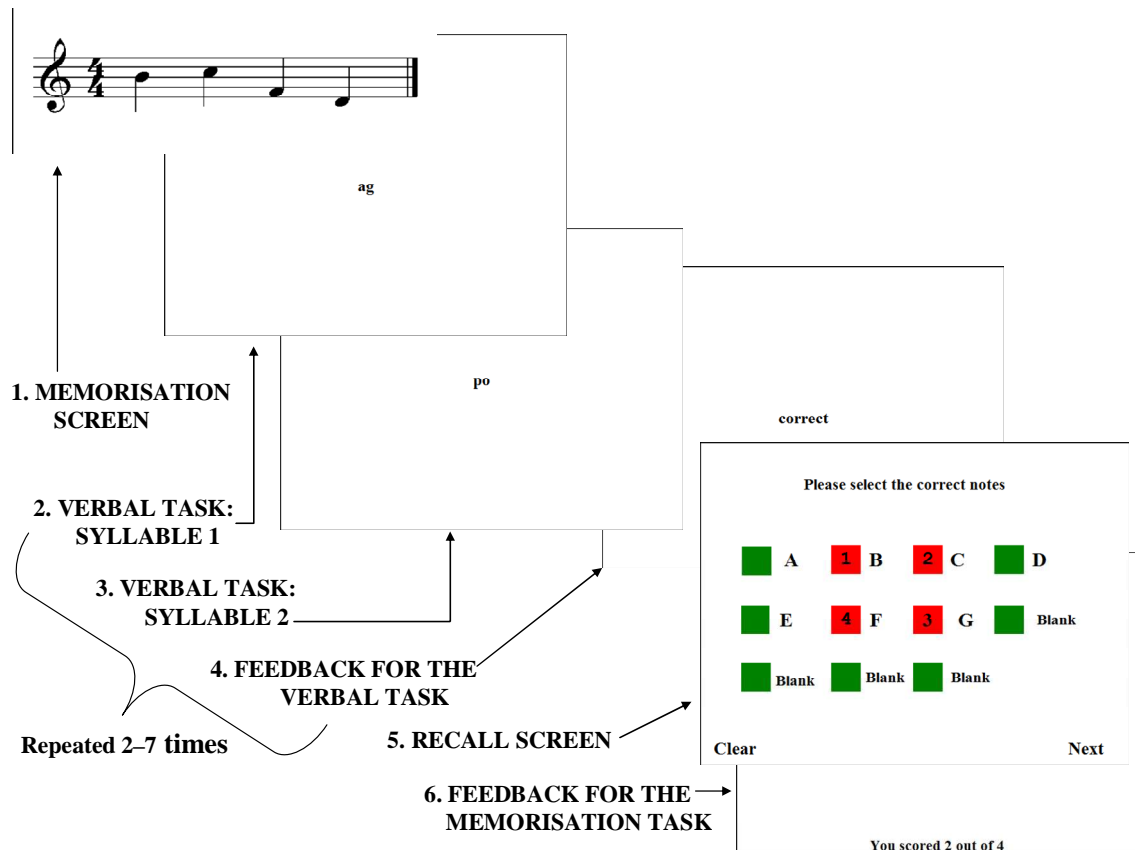 4
4
ag
1. MEMORISATION
SCREEN
po
correct
Please select the correct notes
A 1 B 2 C D
2. VERBAL TASK:
SYLLABLE 1
3. VERBAL TASK:
SYLLABLE 2
E 4 F 3 G Blank
4. FEEDBACK FOR THE
VERBAL TASK
Blank Blank Blank
Repeated 2–7 times
5. RECALL SCREEN
Clear Next
6. FEEDBACK FOR THE
MEMORISATION TASK
You scored 2 out of 4